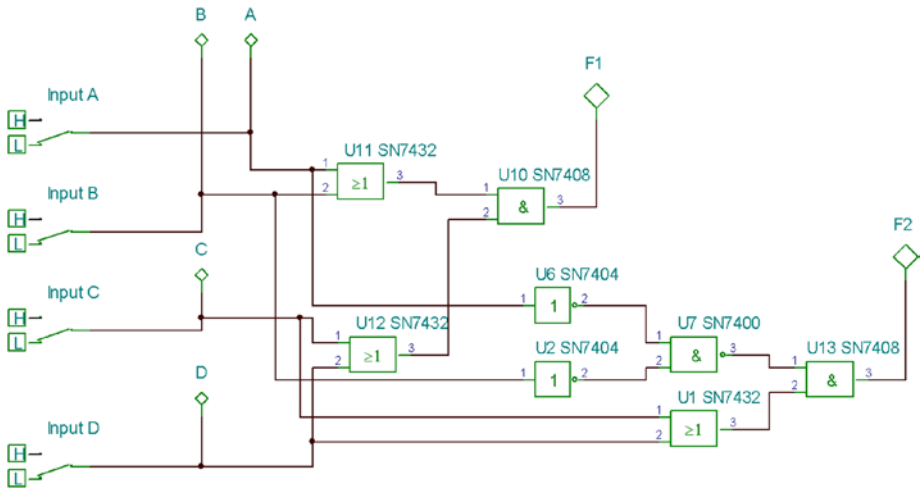 B A
F1
Input A
H
L
U11 SN7432
1
2
≥1
3
U10 SN7408
1
2
&
3
Input B
H
L
F2
C
Input C
H
L
U6 SN7404
1
1
2
U12 SN7432
1
2
≥1
3
U7 SN7400
1
2
&
3
U13 SN7408
1
2
&
3
U2 SN7404
1
1
2
D
U1 SN7432
1
2
≥1
3
Input D
H
L